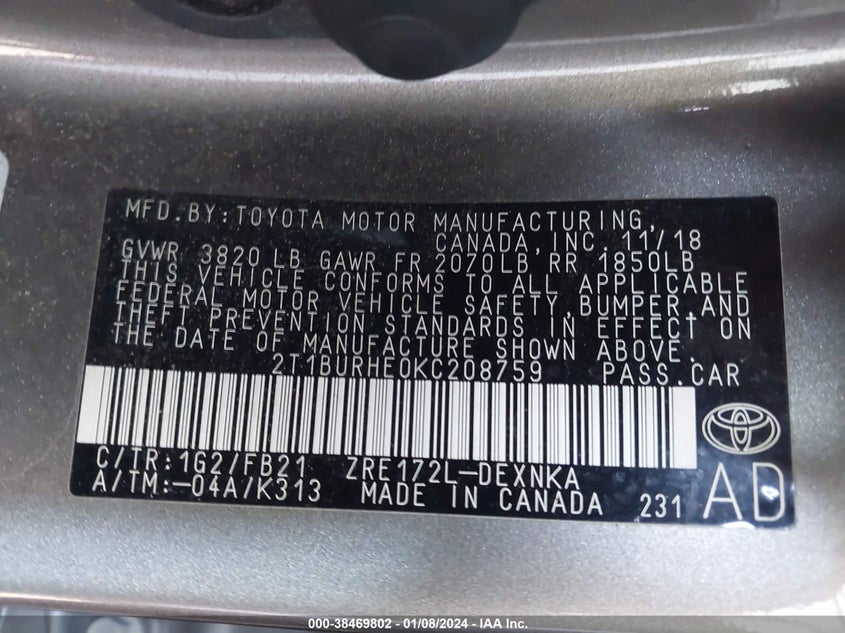 MFD.BY:TOYOTA MOTOR MANUFACTURING,
CANADA,INC. 11/18
GVWR 3820 LB GAWR FR 2070LB RR 1850LB
THIS VEHICLE CONFORMS TO ALL APPLICABLE
FEDERAL MOTOR VEHICLE SAFETY,BUMPER,AND
THEFT PREVENTION STANDARDS IN EFFECT ON
THE DATE OF MANUFACTURE SHOWN ABOVE.
2T1BURHE0KC208759 PASS.CAR
C/TR:1G2/FB21 ZRE172L-DEXNKA
A/TM:-04A/K313 MADE IN CANADA 231
AD
000-38469802 - 01/08/2024 - IAA Inc.